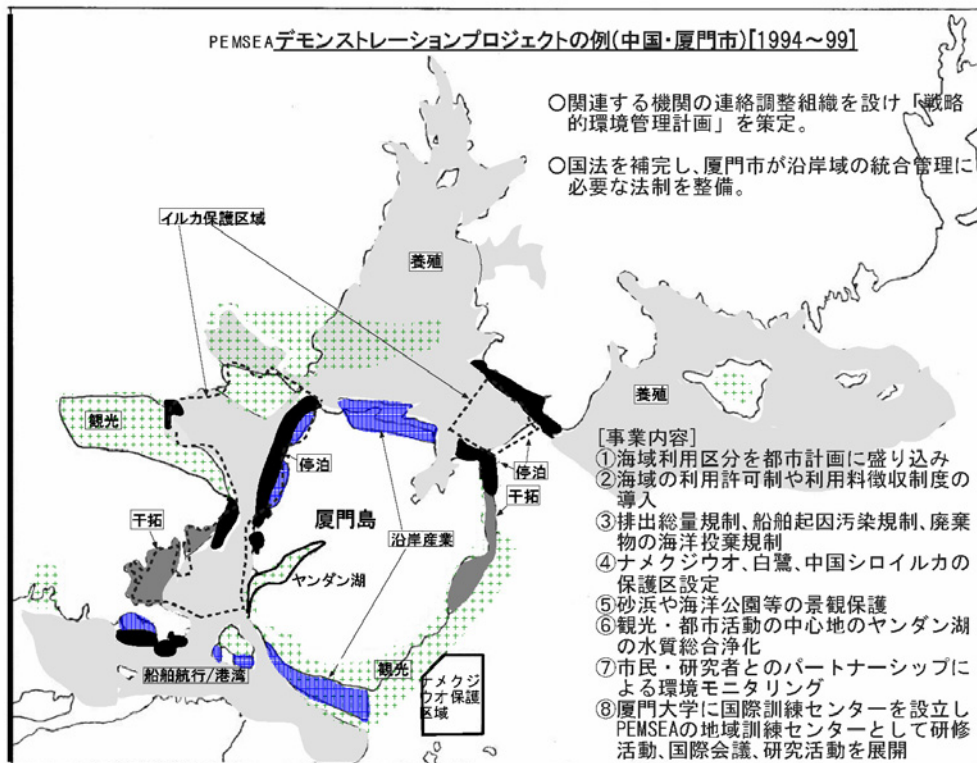 PEMSEAデモンストレーションプロジェクトの例(中国・厦門市)[1994～99]
○関連する機関の連絡調整組織を設け「戦略
的環境管理計画」を策定。
○国法を補完し、厦門市が沿岸域の統合管理に
必要な法制を整備。
イルカ保護区域
養殖
養殖
観光
停泊
停泊
干拓
干拓
厦門島
沿岸産業
ヤンダン湖
船舶航行/港湾
観光
ナメクジ
ウオ保護
区域
[事業内容]
①海域利用区分を都市計画に盛り込み
②海域の利用許可制や利用料徴収制度の
導入
③排出総量規制、船舶起因汚染規制、廃棄
物の海洋投棄規制
④ナメクジウオ、白鷺、中国シロイルカの
保護区設定
⑤砂浜や海洋公園等の景観保護
⑥観光・都市活動の中心地のヤンダン湖
の水質総合浄化
⑦市民・研究者とのパートナーシップに
よる環境モニタリング
⑧厦門大学に国際訓練センターを設立し
PEMSEAの地域訓練センターとして研修
活動、国際会議、研究活動を展開